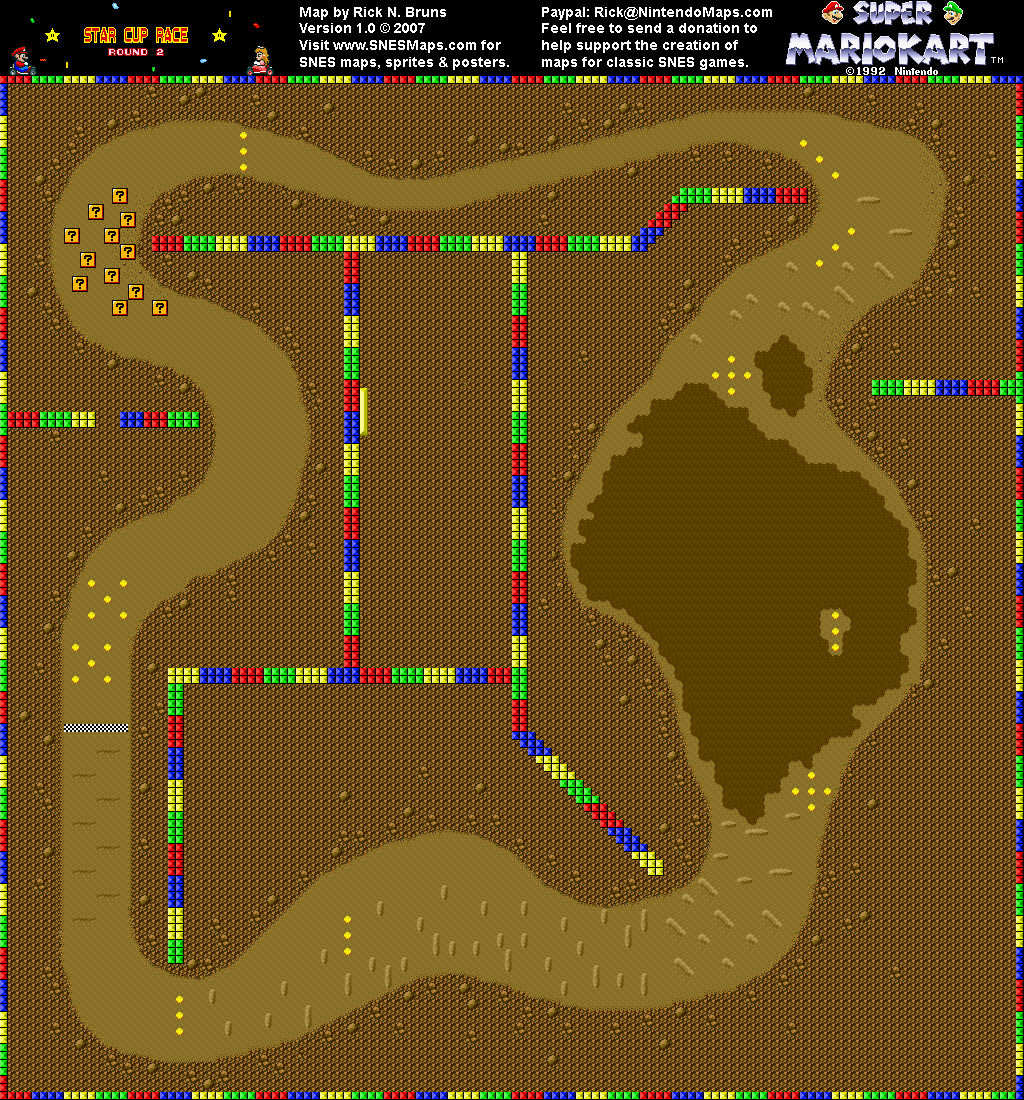 STAR CUP RACE
ROUND 2
Map by Rick N. Bruns
Version 1.0 © 2007
Visit www.SNESMaps.com for
SNES maps, sprites & posters.
Paypal: Rick@NintendoMaps.com
Feel free to send a donation to
help support the creation of
maps for classic SNES games.
SUPER
MARIOKART™
©1992 Nintendo
?
?
?
?
?
?
?
?
?
?
?
?